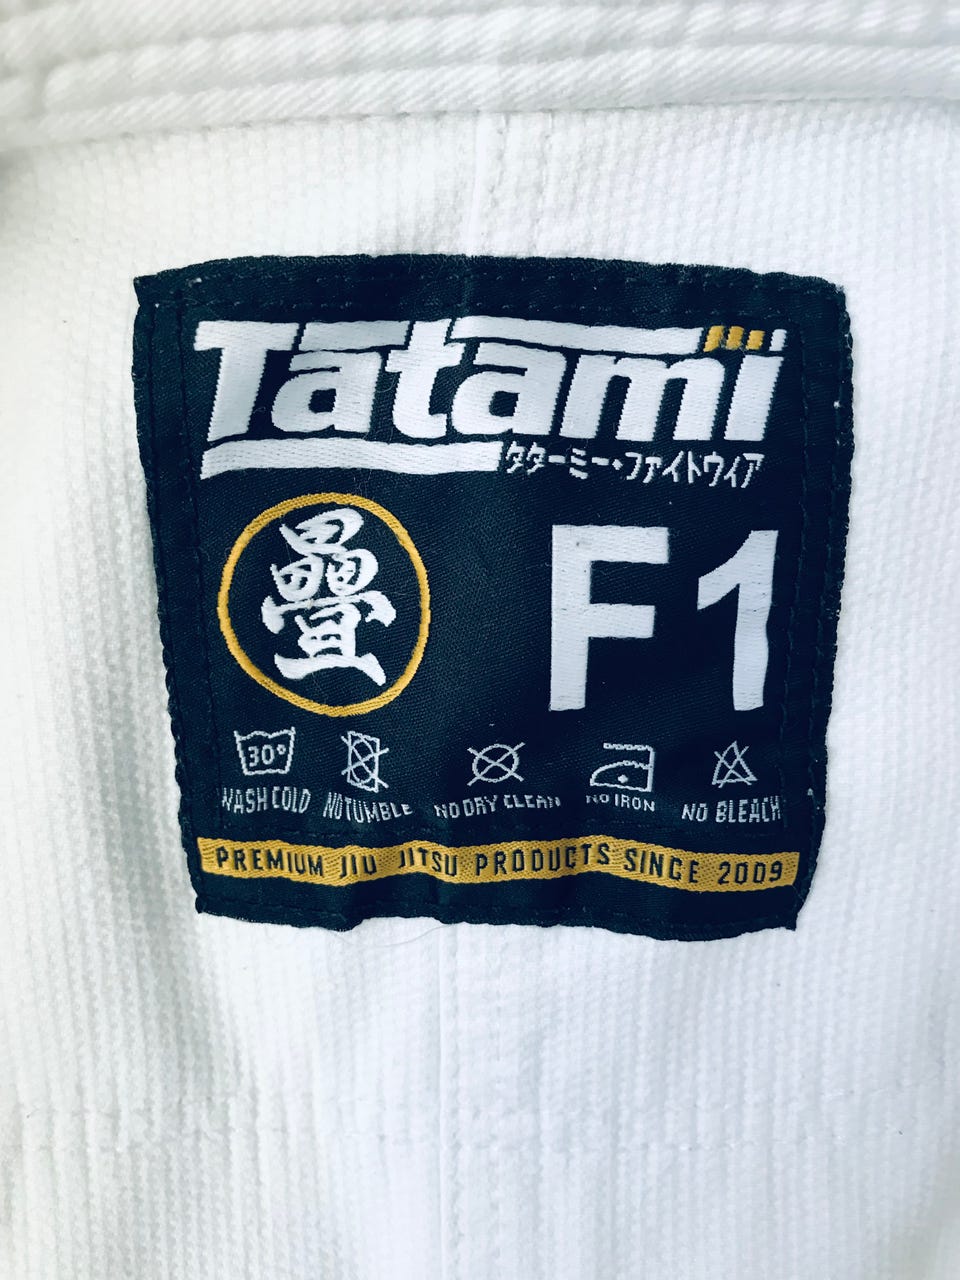 Tatami
タターミー・ファイトウィア
疊
F1
30°
WASH COLD NO TUMBLE NO DRY CLEAN NO IRON NO BLEACH
PREMIUM JIU JITSU PRODUCTS SINCE 2009